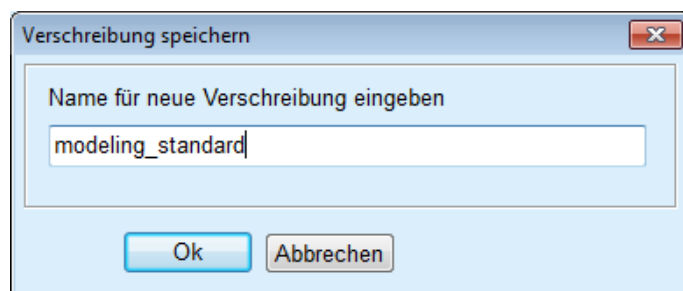 Verschreibung speichern
Name für neue Verschreibung eingeben
modeling_standard
Ok Abbrechen